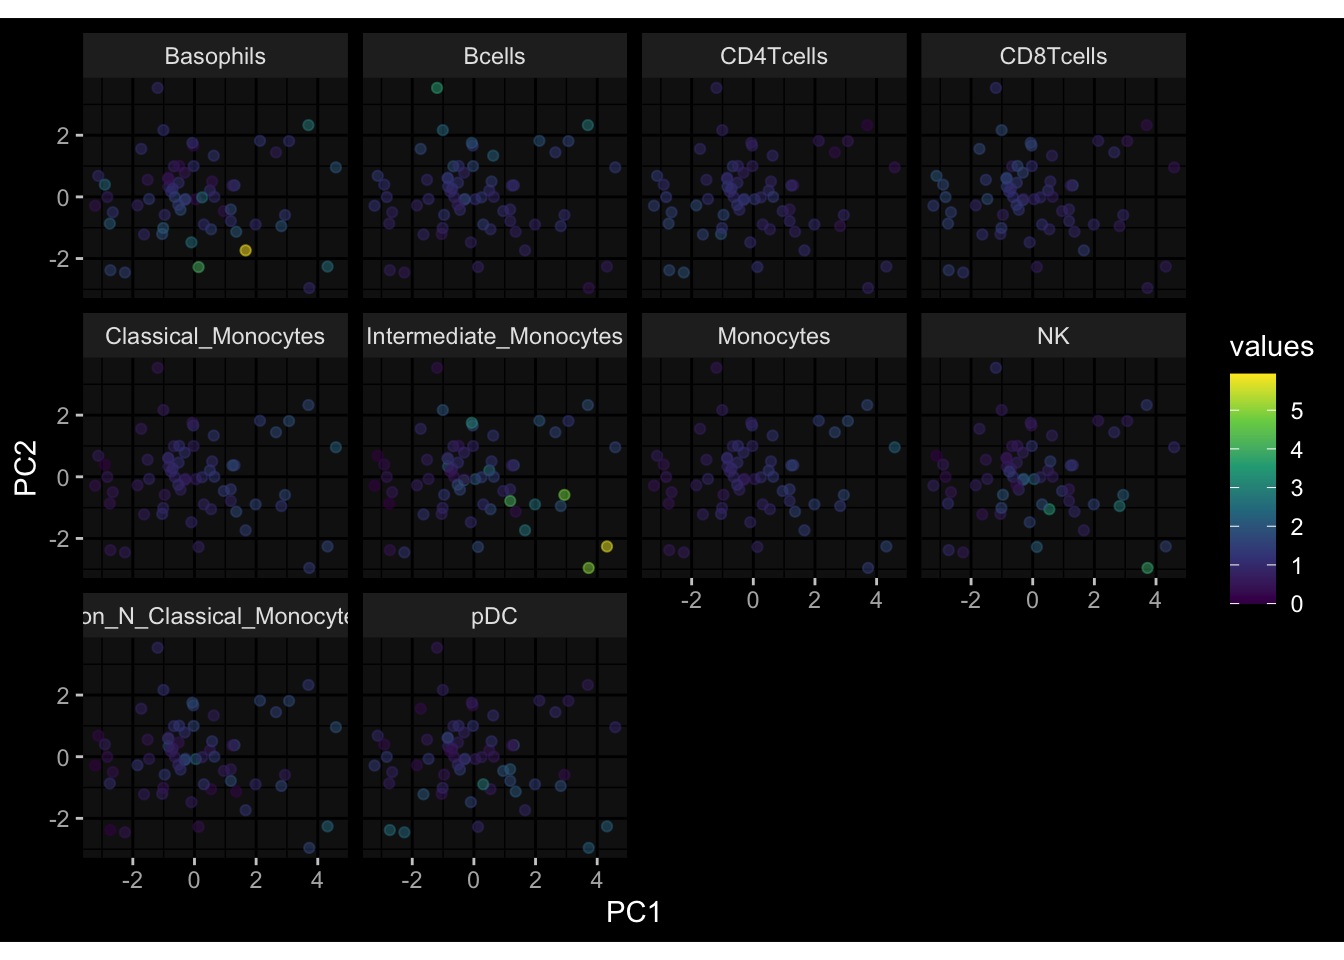 Basophils Bcells CD4Tcells CD8Tcells
2
0
-2
Classical_Monocytes Intermediate_Monocytes Monocytes NK
2
0
-2
-2 0 2 4 -2 0 2 4
on_N_Classical_Monocyte pDC
2
0
-2
-2 0 2 4 -2 0 2 4
PC1
PC2
values
5
4
3
2
1
0